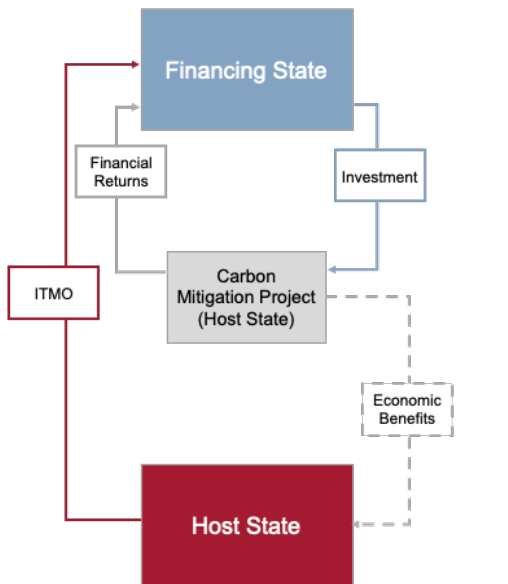 Financing State
Financial
Returns
Investment
Carbon
Mitigation Project
(Host State)
ITMO
Economic
Benefits
Host State